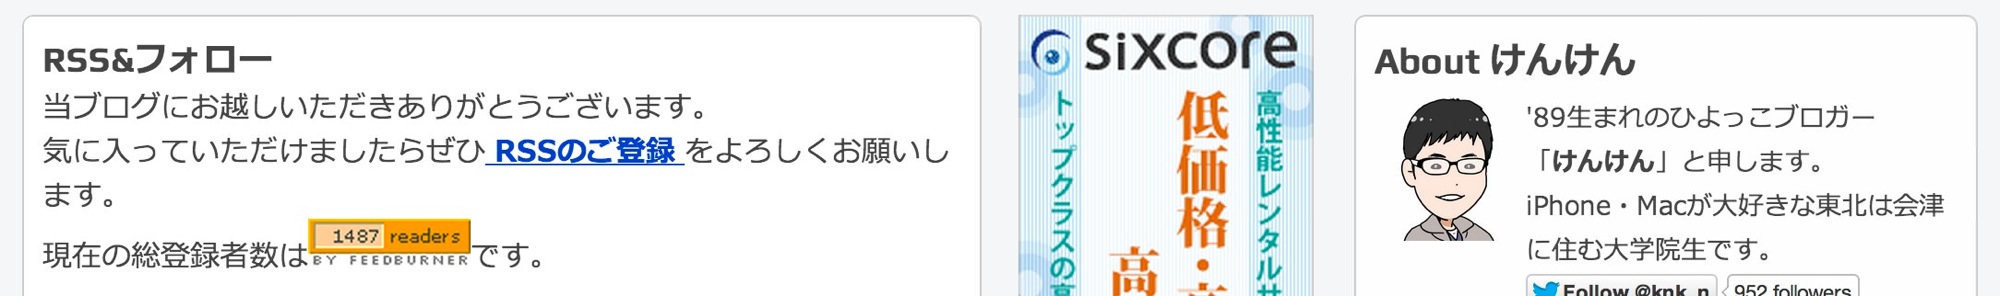 RSS&フォロー
当ブログにお越しいただきありがとうございます。
気に入っていただけましたらぜひ RSSのご登録 をよろしくお願いし
ます。
現在の総登録者数は 1487 readers です。
BY FEEDBURNER
sixcore
高性能レンタルサ
低価格・高
高
トップクラスの高
About けんけん
'89生まれのひよっこブロガー
「けんけん」と申します。
iPhone・Macが大好きな東北は会津
に住む大学院生です。
Follow @knk_n
952 followers